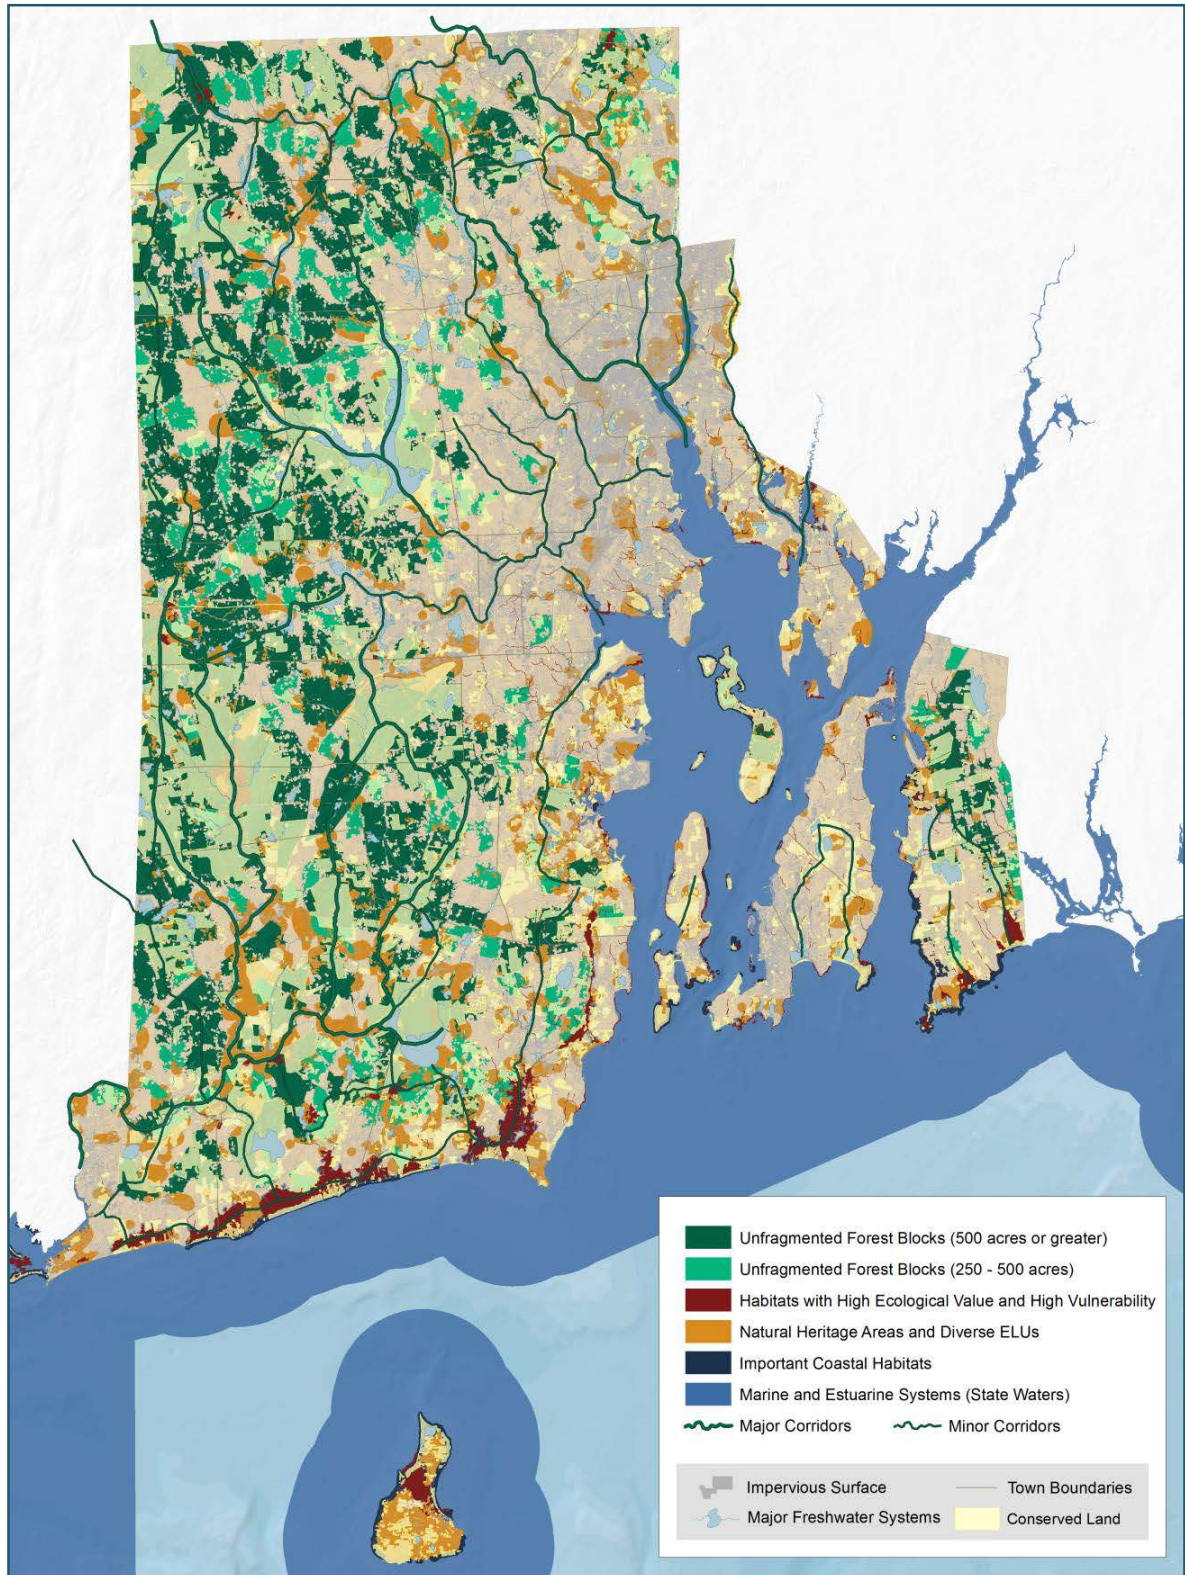 Unfragmented Forest Blocks (500 acres or greater)
Unfragmented Forest Blocks (250 - 500 acres)
Habitats with High Ecological Value and High Vulnerability
Natural Heritage Areas and Diverse ELUs
Important Coastal Habitats
Marine and Estuarine Systems (State Waters)
Major Corridors Minor Corridors
Impervious Surface Town Boundaries
Major Freshwater Systems Conserved Land